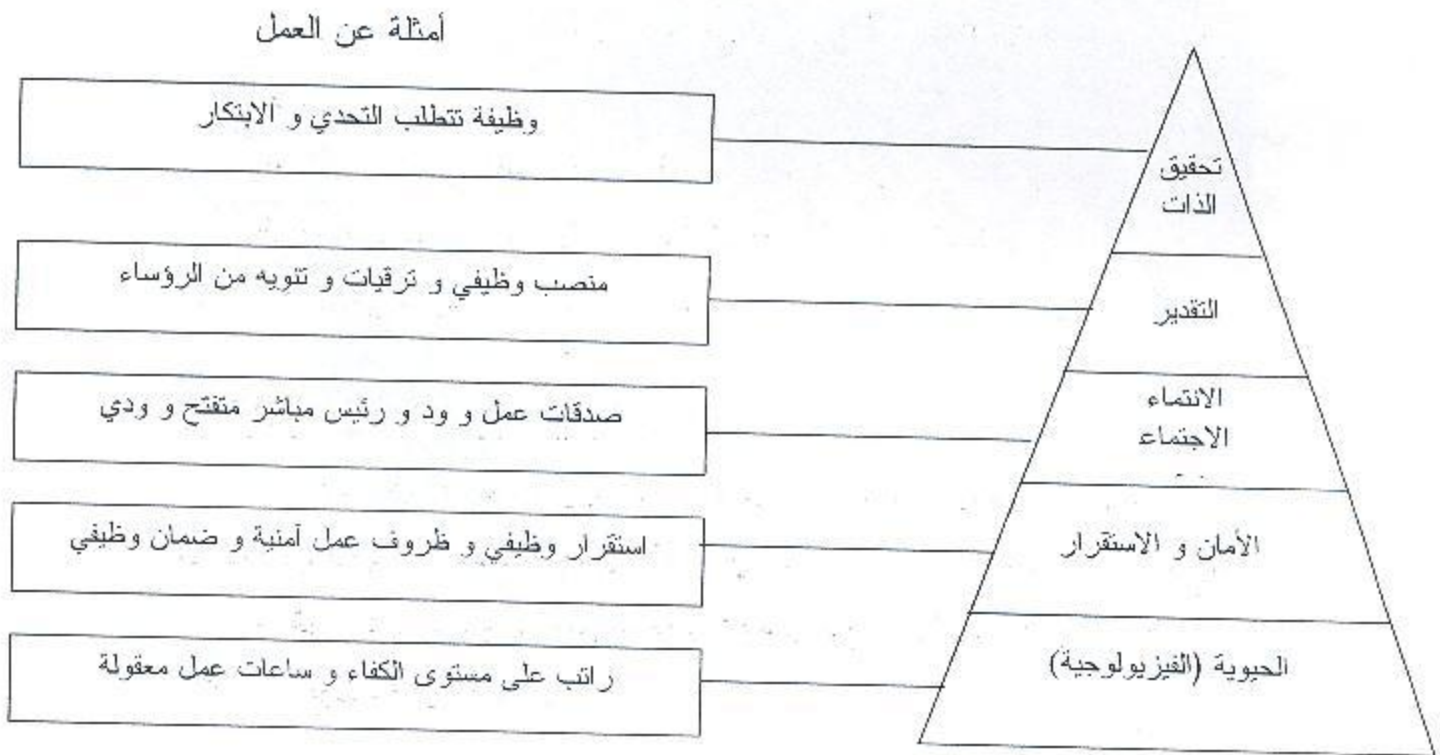 أمثلة عن العمل
وظيفة تتطلب التحدي و الابتكار
تحقيق
الذات
منصب وظيفي و ترقيات و تنويه من الرؤساء
التقدير
صدقات عمل و ود و رئيس مباشر متفتح و ودي
الانتماء
الاجتماع
استقرار وظيفي و ظروف عمل آمنية و ضمان وظيفي
الأمان و الاستقرار
راتب على مستوى الكفاء و ساعات عمل معقولة
الحيوية (الفيزيولوجية)